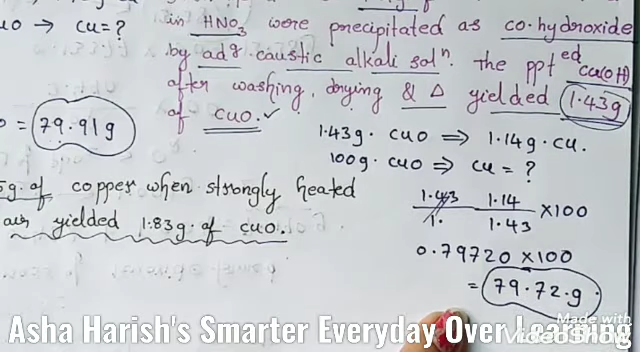 uo → cu = ?
in HNO3 were precipitated as co. hydroxide
by adg. caustic alkali soln. The ppted cu(OH)
after washing, drying & Δ yielded 1.43g
of CuO. ✓
= 79.91g
1.43g. cuo ⇒ 1.14g. cu.
100g. cuo ⇒ cu = ?
5g. of copper when strongly heated
air yielded 1.83g. of cuo.
1.43 1.14
1. 1.43 × 100
0.79720 × 100
= 79.72.g.
Made with
VideoShow
Asha Harish's Smarter Everyday Over Learning